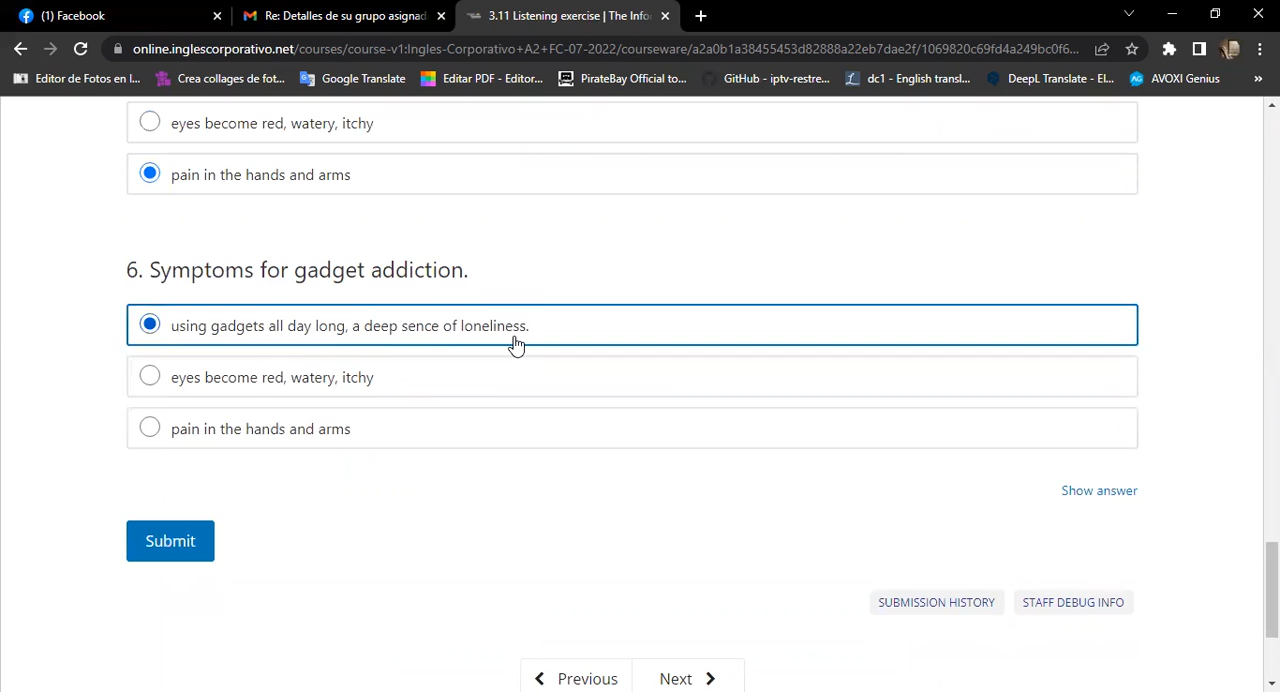 (1) Facebook
Re: Detalles de su grupo asignad
3.11 Listening exercise | The Info
online.inglescorporativo.net/courses/course-v1:Ingles-Corporativo+A2+FC-07-2022/courseware/a2a0b1a38455453d82888a22eb7dae2f/1069820c69fd4a249bc0f6...
Editor de Fotos en l...
Crea collages de fot...
Google Translate
Editar PDF - Editor...
PirateBay Official to...
GitHub - iptv-restre...
dc1 - English transl...
DeepL Translate - El...
AVOXI Genius
»
eyes become red, watery, itchy
pain in the hands and arms
6. Symptoms for gadget addiction.
using gadgets all day long, a deep sence of loneliness.
eyes become red, watery, itchy
pain in the hands and arms
Show answer
Submit
SUBMISSION HISTORY
STAFF DEBUG INFO
Previous
Next